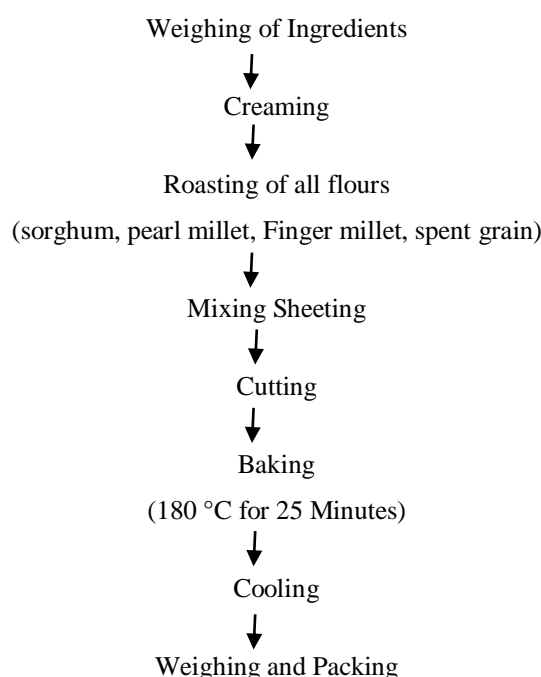 Weighing of Ingredients
Creaming
Roasting of all flours
(sorghum, pearl millet, Finger millet, spent grain)
Mixing Sheeting
Cutting
Baking
(180 °C for 25 Minutes)
Cooling
Weighing and Packing